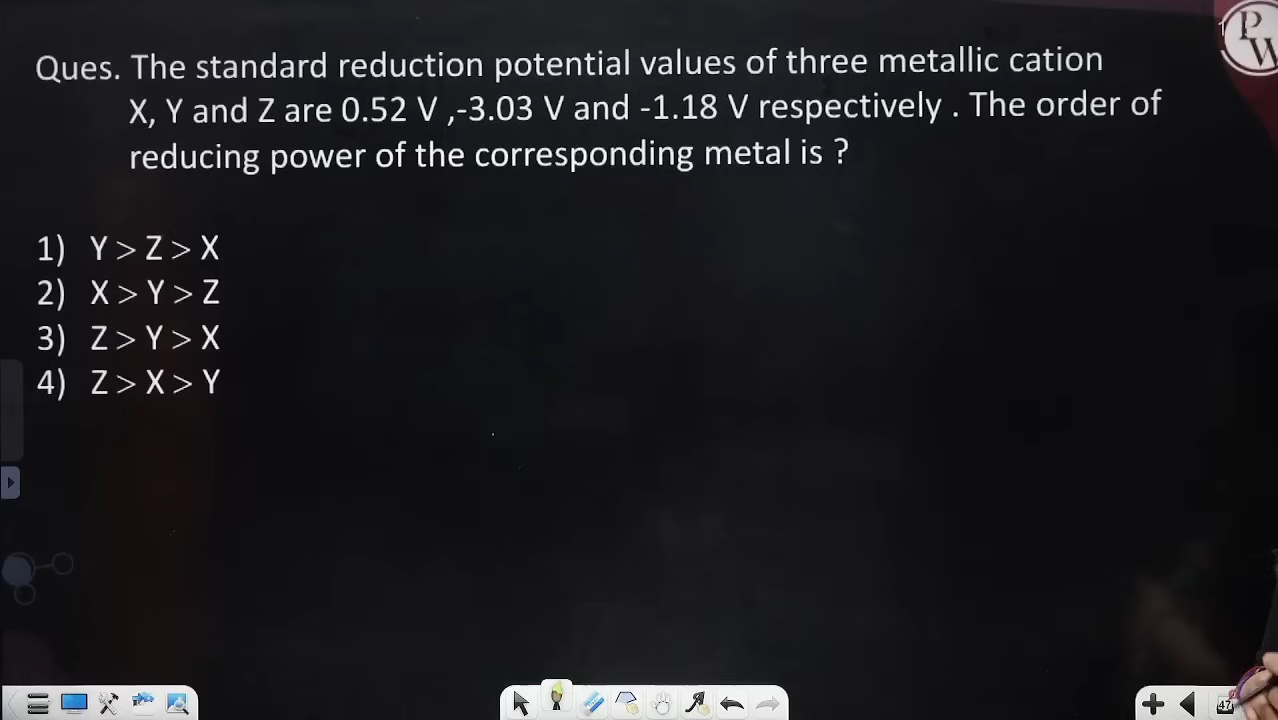 Ques. The standard reduction potential values of three metallic cation
X, Y and Z are 0.52 V ,-3.03 V and -1.18 V respectively . The order of
reducing power of the corresponding metal is ?
1) Y > Z > X
2) X > Y > Z
3) Z > Y > X
4) Z > X > Y
P
W
47